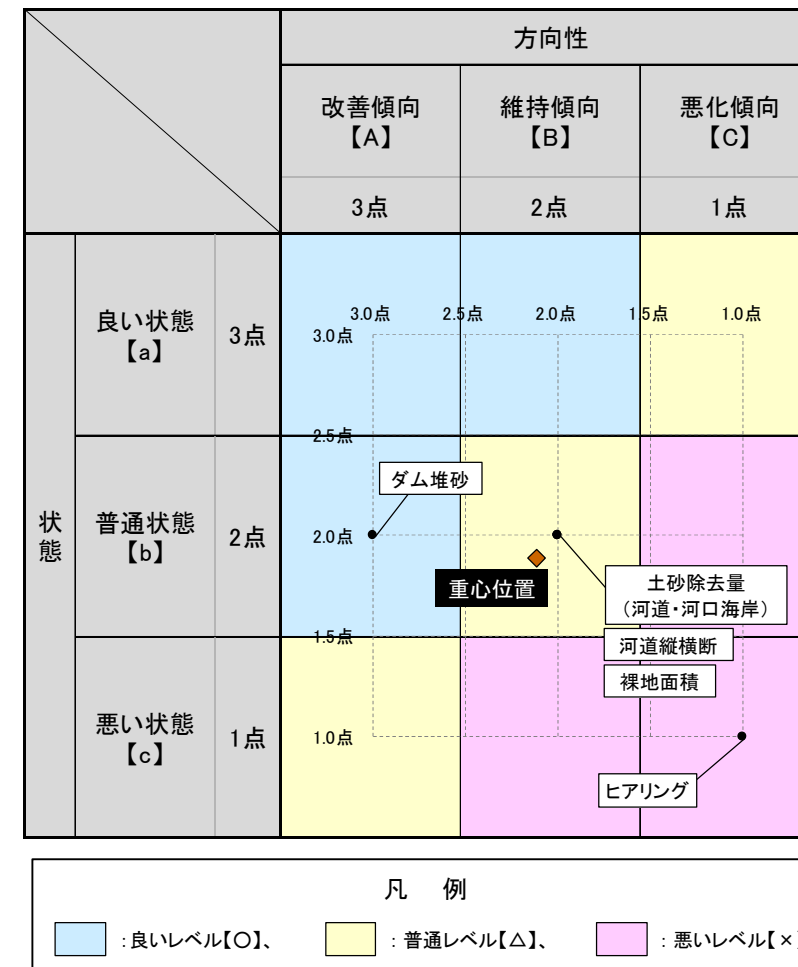 方向性
改善傾向 維持傾向 悪化傾向
【A】 【B】 【C】
3点 2点 1点
3.0点 2.5点 2.0点 1.5点 1.0点
良い状態
【a】
3点
3.0点
2.5点
ダム堆砂
状態
普通状態
【b】
2点
2.0点
重心位置
土砂除去量
(河道・河口海岸)
1.5点
河道縦横断
裸地面積
悪い状態
【c】
1点
1.0点
ヒアリング
凡 例
:良いレベル【○】、 :普通レベル【△】、 :悪いレベル【×】